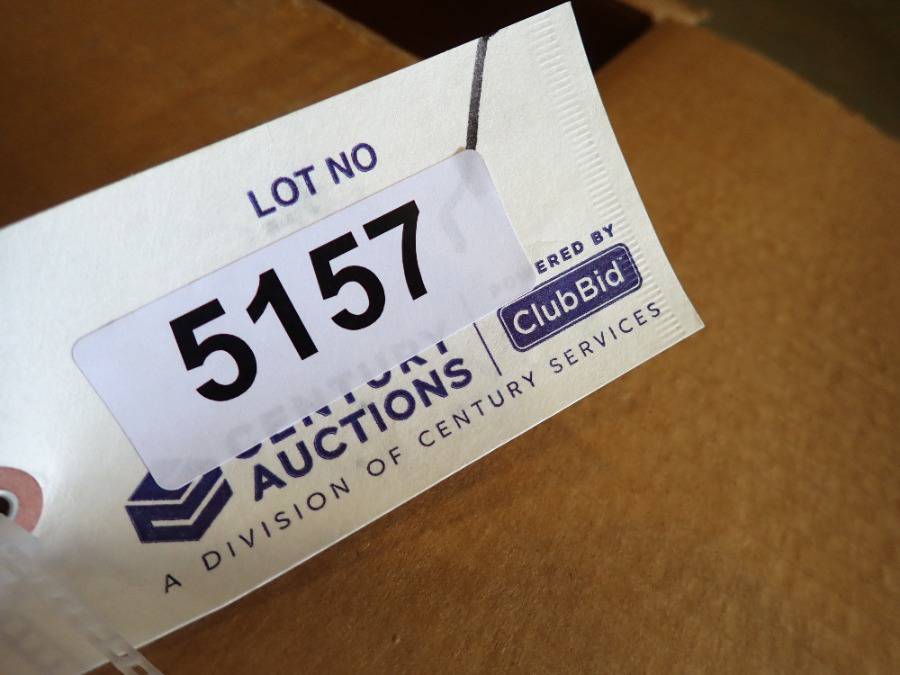 LOT NO
5157
POWERED BY
ClubBid
CENTURY
AUCTIONS
A DIVISION OF CENTURY SERVICES